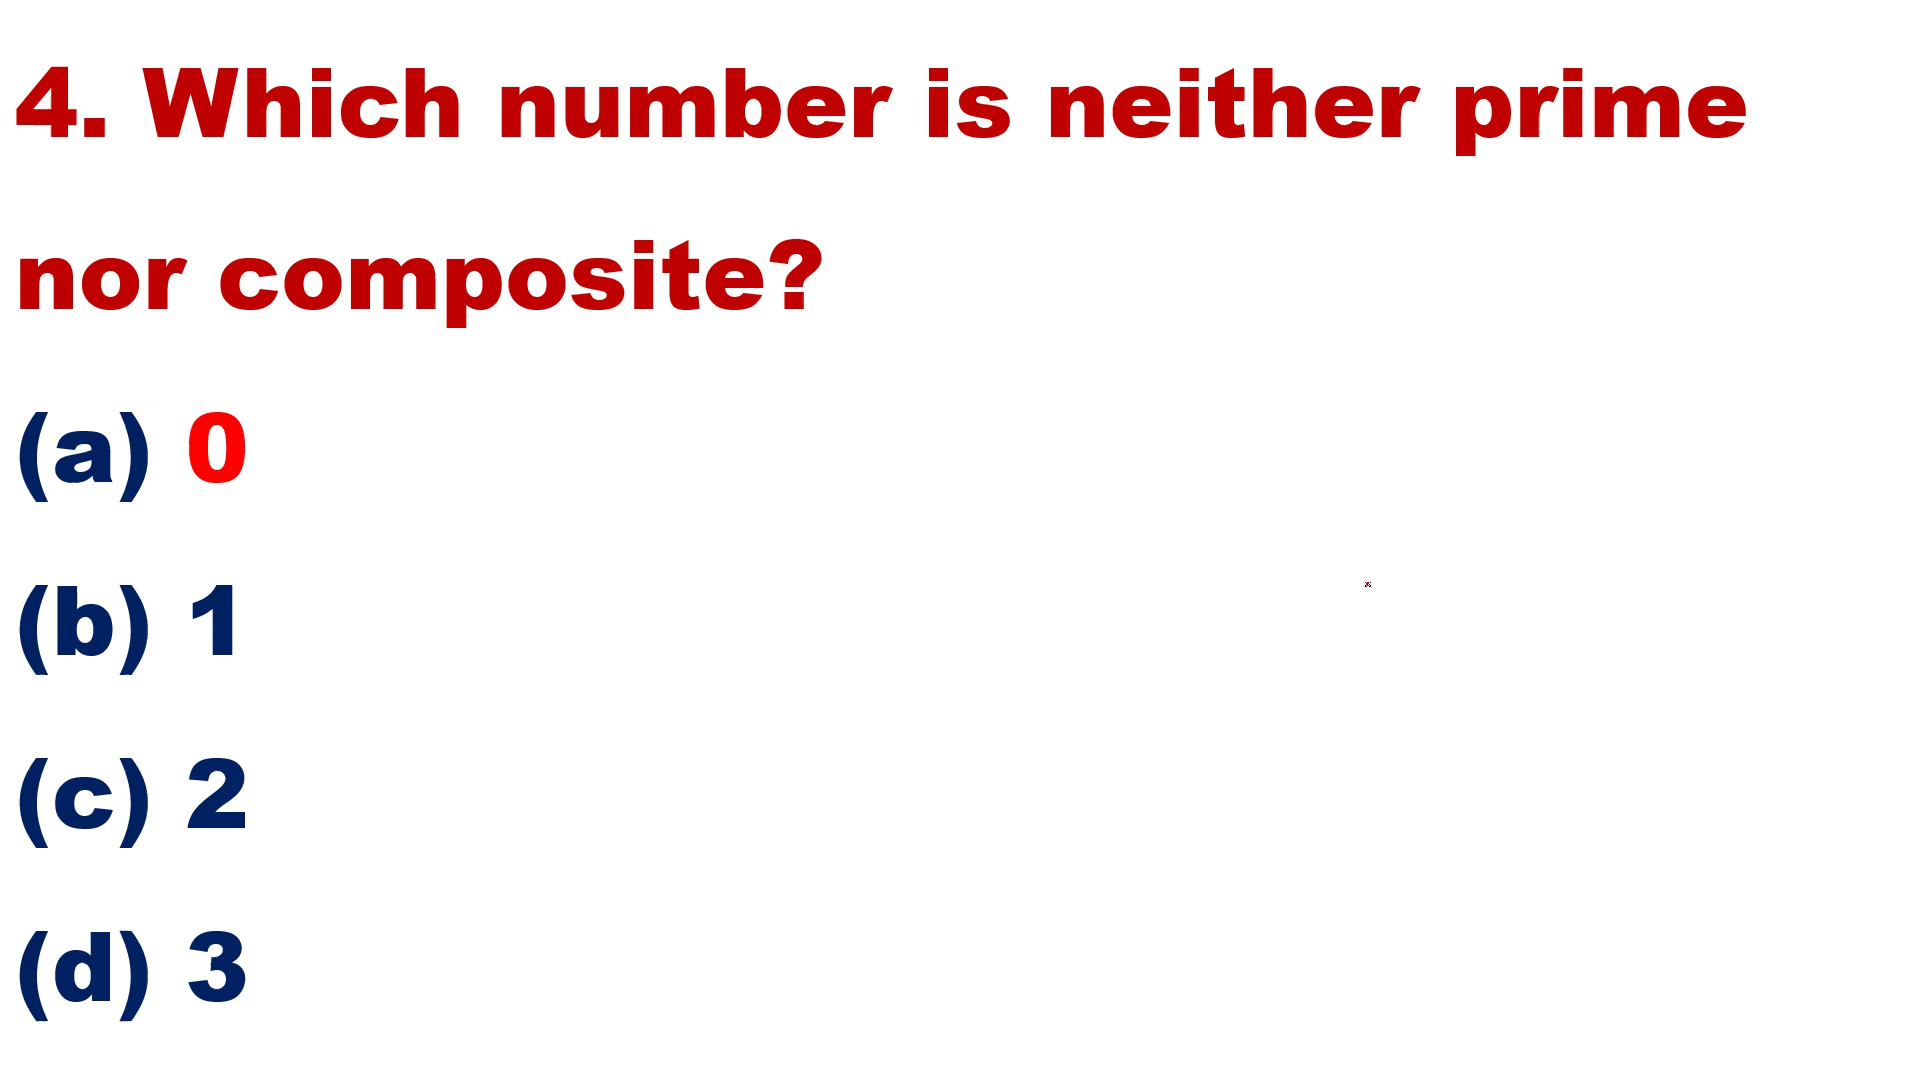 4. Which number is neither prime
nor composite?
(a) 0
(b) 1
(c) 2
(d) 3